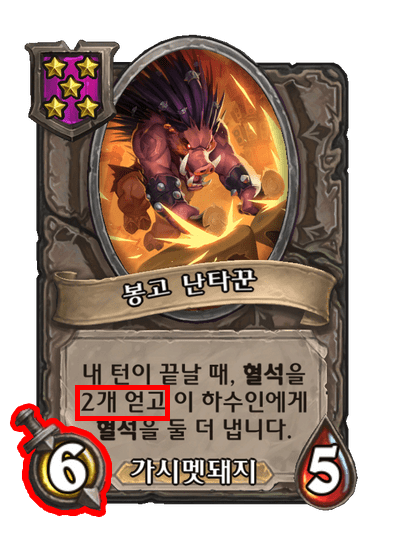 봉고 난타꾼
내 턴이 끝날 때, 혈석을
2개 얻고 이 하수인에게
혈석을 둘 더 냅니다.
6 가시멧돼지 5